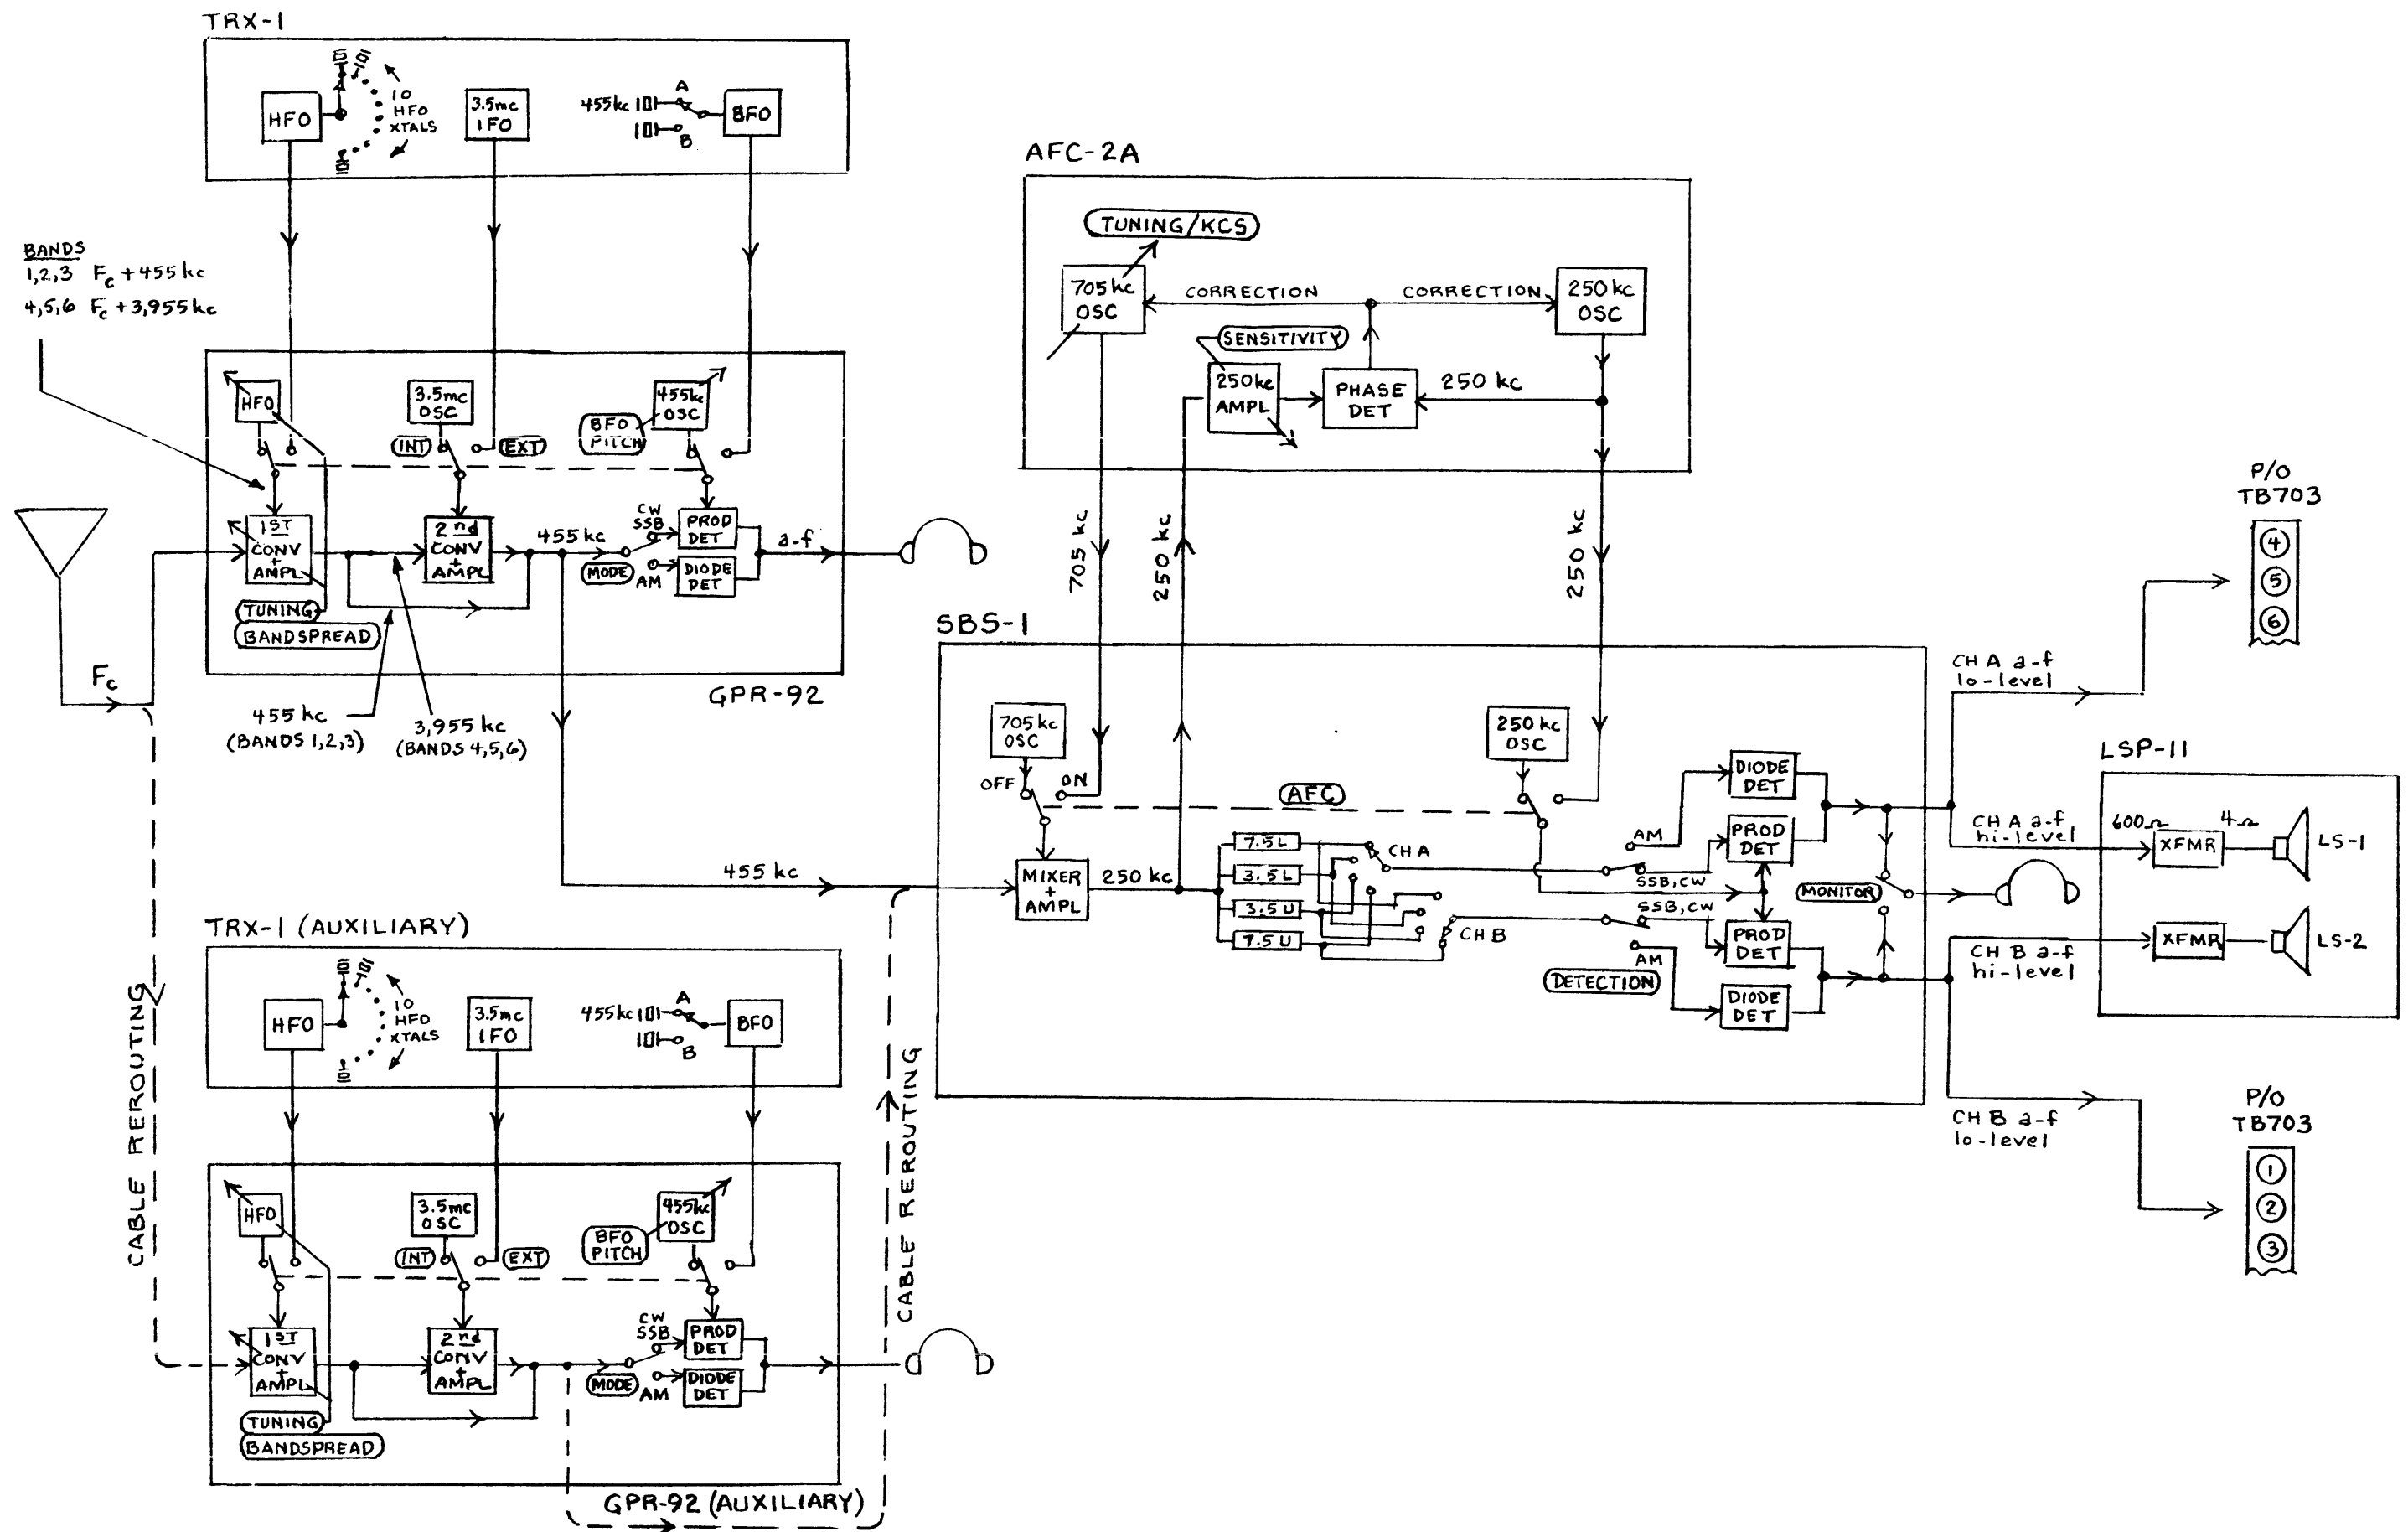 TRX-1
HFO
10
HFO
XTALS
3.5mc
IFO
455kc
A
B
BFO
BANDS
1,2,3 Fc +455kc
4,5,6 Fc +3,955kc
HFO
3.5mc
OSC
INT
EXT
455kc
OSC
BFO
PITCH
1ST
CONV
+
AMPL
2nd
CONV
+
AMPL
455 kc
CW
SSB
MODE
AM
PROD
DET
DIODE
DET
a-f
TUNING
BANDSPREAD
Fc
GPR-92
455 kc
(BANDS 1,2,3)
3,955 kc
(BANDS 4,5,6)
AFC-2A
TUNING/KCS
705kc
OSC
CORRECTION
CORRECTION
250 kc
OSC
SENSITIVITY
250kc
AMPL
PHASE
DET
250 kc
705 kc
250 kc
250 kc
SBS-1
705kc
OSC
OFF
ON
AFC
250kc
OSC
455 kc
MIXER
+
AMPL
250 kc
7.5L
3.5L
3.5U
7.5U
CH A
CH B
AM
SSB,CW
SSB,CW
AM
DETECTION
DIODE
DET
PROD
DET
PROD
DET
DIODE
DET
MONITOR
CH A a-f
lo-level
CH A a-f
hi-level
CH B a-f
hi-level
CH B a-f
lo-level
P/O
TB703
4
5
6
LSP-11
600Ω
XFMR
4Ω
LS-1
XFMR
LS-2
P/O
TB703
1
2
3
CABLE REROUTING
CABLE REROUTING
TRX-1 (AUXILIARY)
HFO
10
HFO
XTALS
3.5mc
IFO
455kc
A
B
BFO
HFO
3.5mc
OSC
INT
EXT
455kc
OSC
BFO
PITCH
1ST
CONV
+
AMPL
2nd
CONV
+
AMPL
CW
SSB
MODE
AM
PROD
DET
DIODE
DET
TUNING
BANDSPREAD
GPR-92 (AUXILIARY)